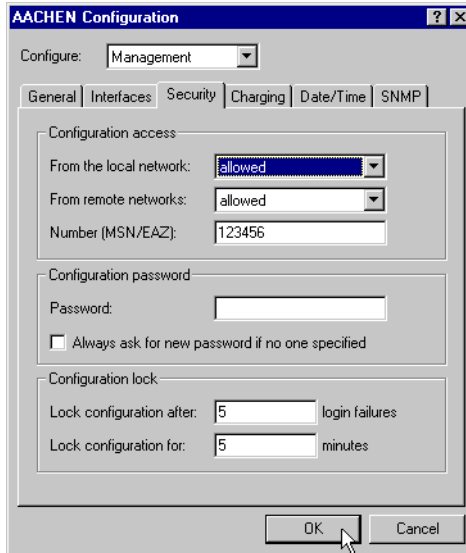 AACHEN Configuration
Configure: Management
General Interfaces Security Charging Date/Time SNMP
Configuration access
From the local network: allowed
From remote networks: allowed
Number (MSN/EAZ): 123456
Configuration password
Password:
Always ask for new password if no one specified
Configuration lock
Lock configuration after: 5 login failures
Lock configuration for: 5 minutes
OK Cancel